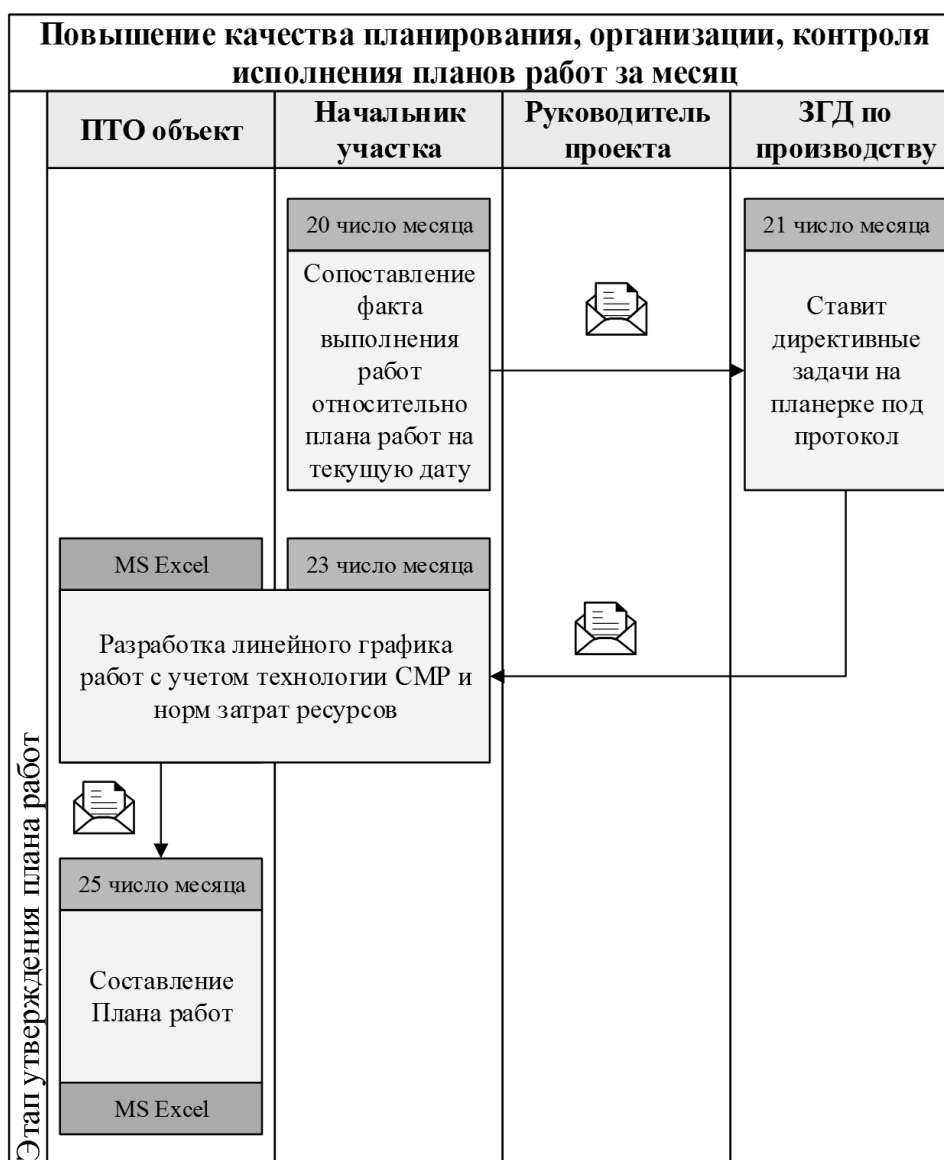 Повышение качества планирования, организации, контроля
исполнения планов работ за месяц
ПТО объект
Начальник
участка
Руководитель
проекта
ЗГД по
производству
20 число месяца
Сопоставление
факта
выполнения
работ
относительно
плана работ на
текущую дату
21 число месяца
Ставит
директивные
задачи на
планерке под
протокол
MS Excel
23 число месяца
Разработка линейного графика
работ с учетом технологии СМР и
норм затрат ресурсов
25 число месяца
Составление
Плана работ
MS Excel
Этап утверждения плана работ